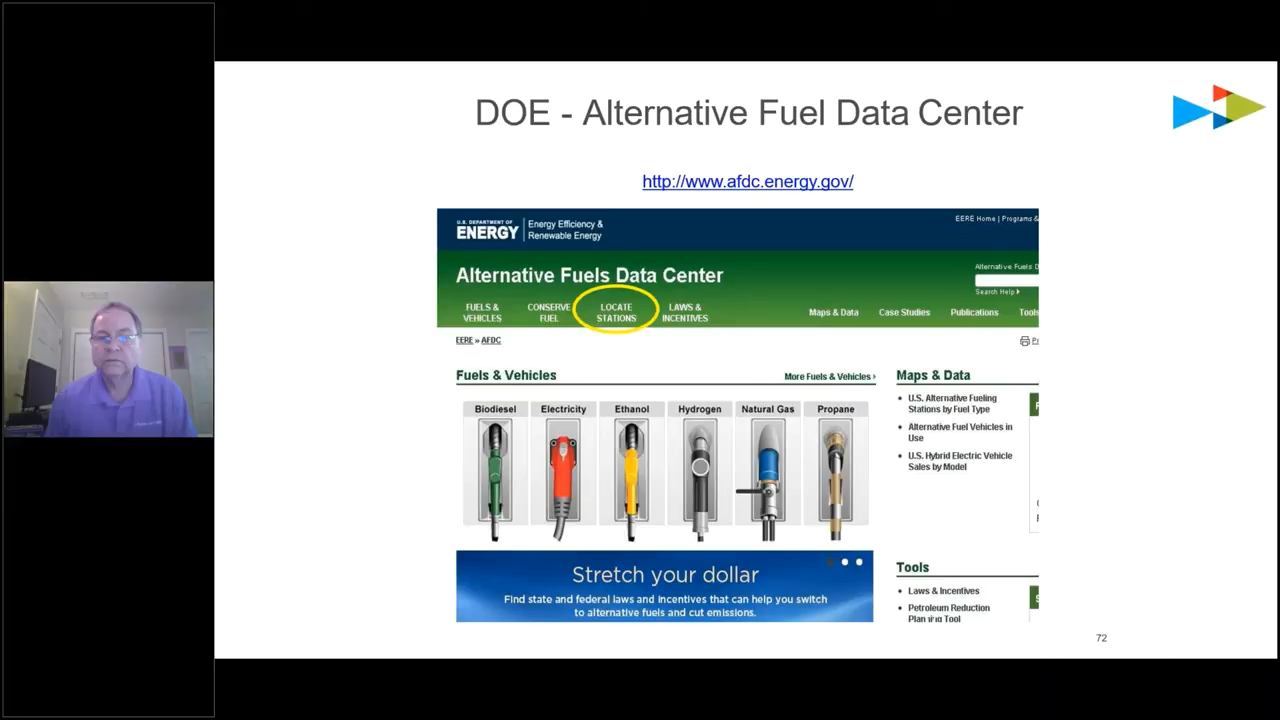 DOE - Alternative Fuel Data Center
http://www.afdc.energy.gov/
U.S. DEPARTMENT OF
ENERGY
Energy Efficiency &
Renewable Energy
EERE Home | Programs &
Alternative Fuels Data Center
Alternative Fuels D
Search Help
FUELS &
VEHICLES
CONSERVE
FUEL
LOCATE
STATIONS
LAWS &
INCENTIVES
Maps & Data
Case Studies
Publications
Tools
EERE » AFDC
Fuels & Vehicles
More Fuels & Vehicles
Biodiesel
Electricity
Ethanol
Hydrogen
Natural Gas
Propane
Stretch your dollar
Find state and federal laws and incentives that can help you switch
to alternative fuels and cut emissions.
Maps & Data
U.S. Alternative Fueling
Stations by Fuel Type
Alternative Fuel Vehicles in
Use
U.S. Hybrid Electric Vehicle
Sales by Model
Tools
Laws & Incentives
Petroleum Reduction
Planning Tool
72